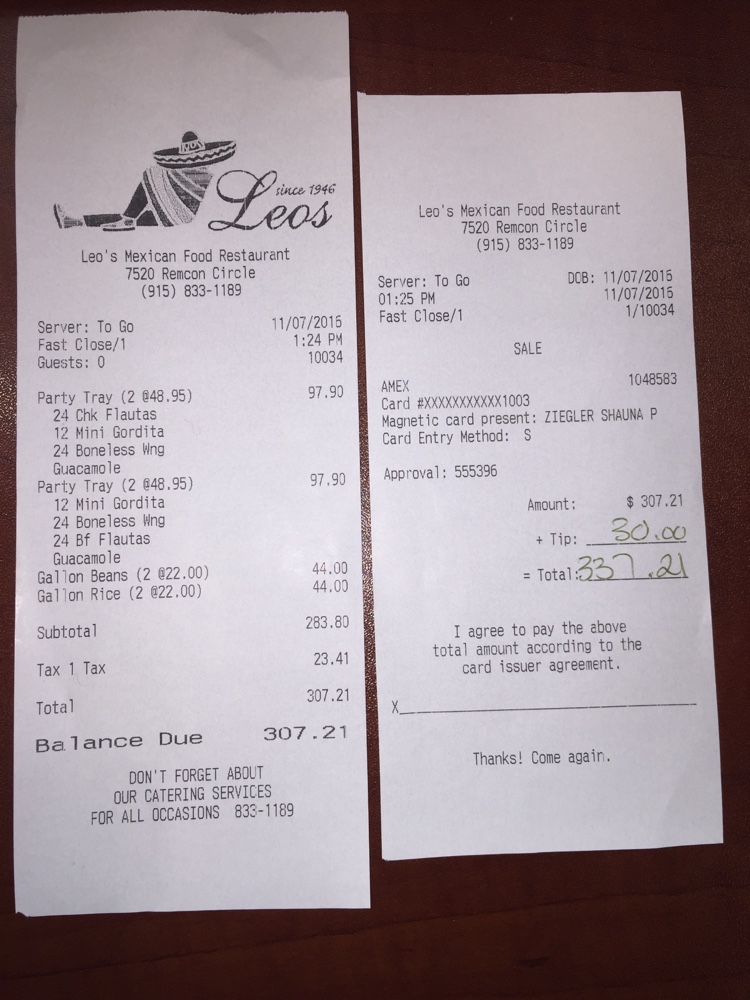 since 1946
Leos
Leo's Mexican Food Restaurant
7520 Remcon Circle
(915) 833-1189
Server: To Go 11/07/2016
Fast Close/1 1:24 PM
Guests: 0 10034
Party Tray (2 @48.95) 97.90
24 Chk Flautas
12 Mini Gordita
24 Boneless Wng
Guacamole
Party Tray (2 @48.95) 97.90
12 Mini Gordita
24 Boneless Wng
24 Bf Flautas
Guacamole
Gallon Beans (2 @22.00) 44.00
Gallon Rice (2 @22.00) 44.00
Subtotal 283.80
Tax 1 Tax 23.41
Total 307.21
Balance Due 307.21
DON'T FORGET ABOUT
OUR CATERING SERVICES
FOR ALL OCCASIONS 833-1189
Leo's Mexican Food Restaurant
7520 Remcon Circle
(915) 833-1189
Server: To Go DOB: 11/07/2016
01:25 PM 11/07/2016
Fast Close/1 1/10034
SALE
AMEX 1048583
Card #XXXXXXXXXXX1003
Magnetic card present: ZIEGLER SHAUNA P
Card Entry Method: S
Approval: 555396
Amount: $ 307.21
+ Tip: 30.00
= Total: 337.21
I agree to pay the above
total amount according to the
card issuer agreement.
X
Thanks! Come again.